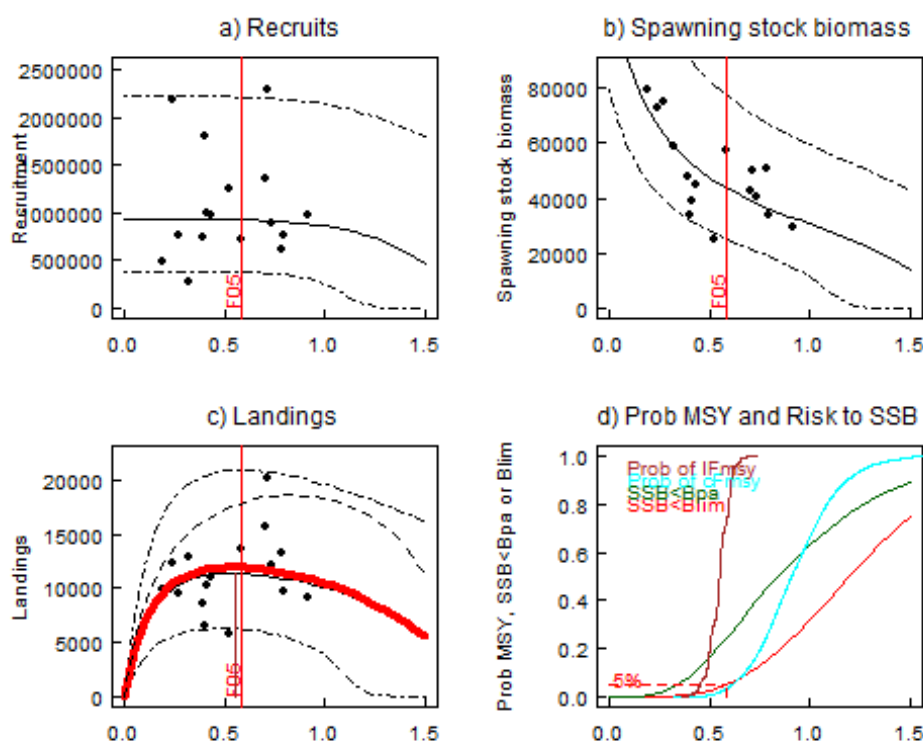 a) Recruits
Recruitment
2500000
2000000
1500000
1000000
500000
0
F05
0.0 0.5 1.0 1.5
b) Spawning stock biomass
Spawning stock biomass
80000
60000
40000
20000
0
F05
0.0 0.5 1.0 1.5
c) Landings
Landings
20000
15000
10000
5000
0
F05
0.0 0.5 1.0 1.5
d) Prob MSY and Risk to SSB
Prob MSY, SSB<Bpa or Blim
1.0
0.8
0.6
0.4
0.2
0.0
Prob of lFmsy
Prob of cFmsy
SSB<Bpa
SSB<Blim
5%
0.0 0.5 1.0 1.5